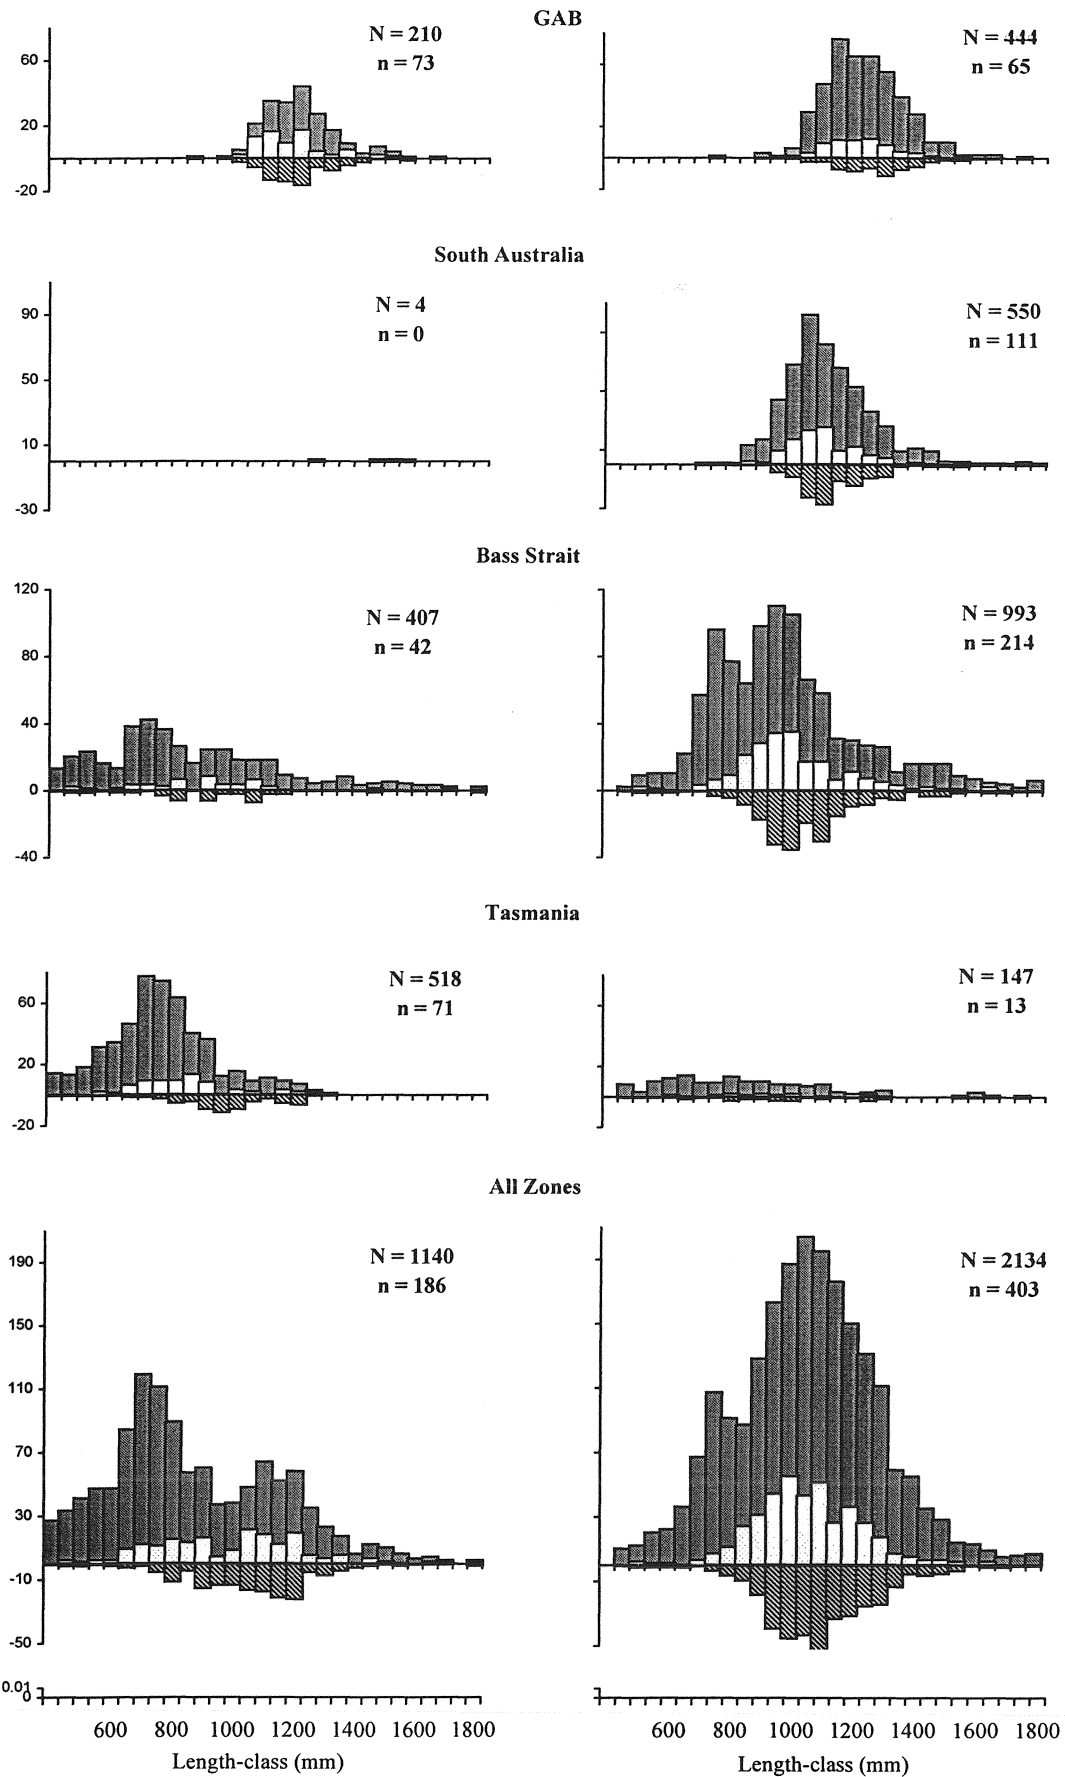 GAB
N = 210
n = 73
N = 444
n = 65
60
20
-20
South Australia
N = 4
n = 0
N = 550
n = 111
90
50
10
-30
Bass Strait
N = 407
n = 42
N = 993
n = 214
120
80
40
0
-40
Tasmania
N = 518
n = 71
N = 147
n = 13
60
20
-20
All Zones
N = 1140
n = 186
N = 2134
n = 403
190
150
110
70
30
-10
-50
0.01
0
600 800 1000 1200 1400 1600 1800
600 800 1000 1200 1400 1600 1800
Length-class (mm)
Length-class (mm)